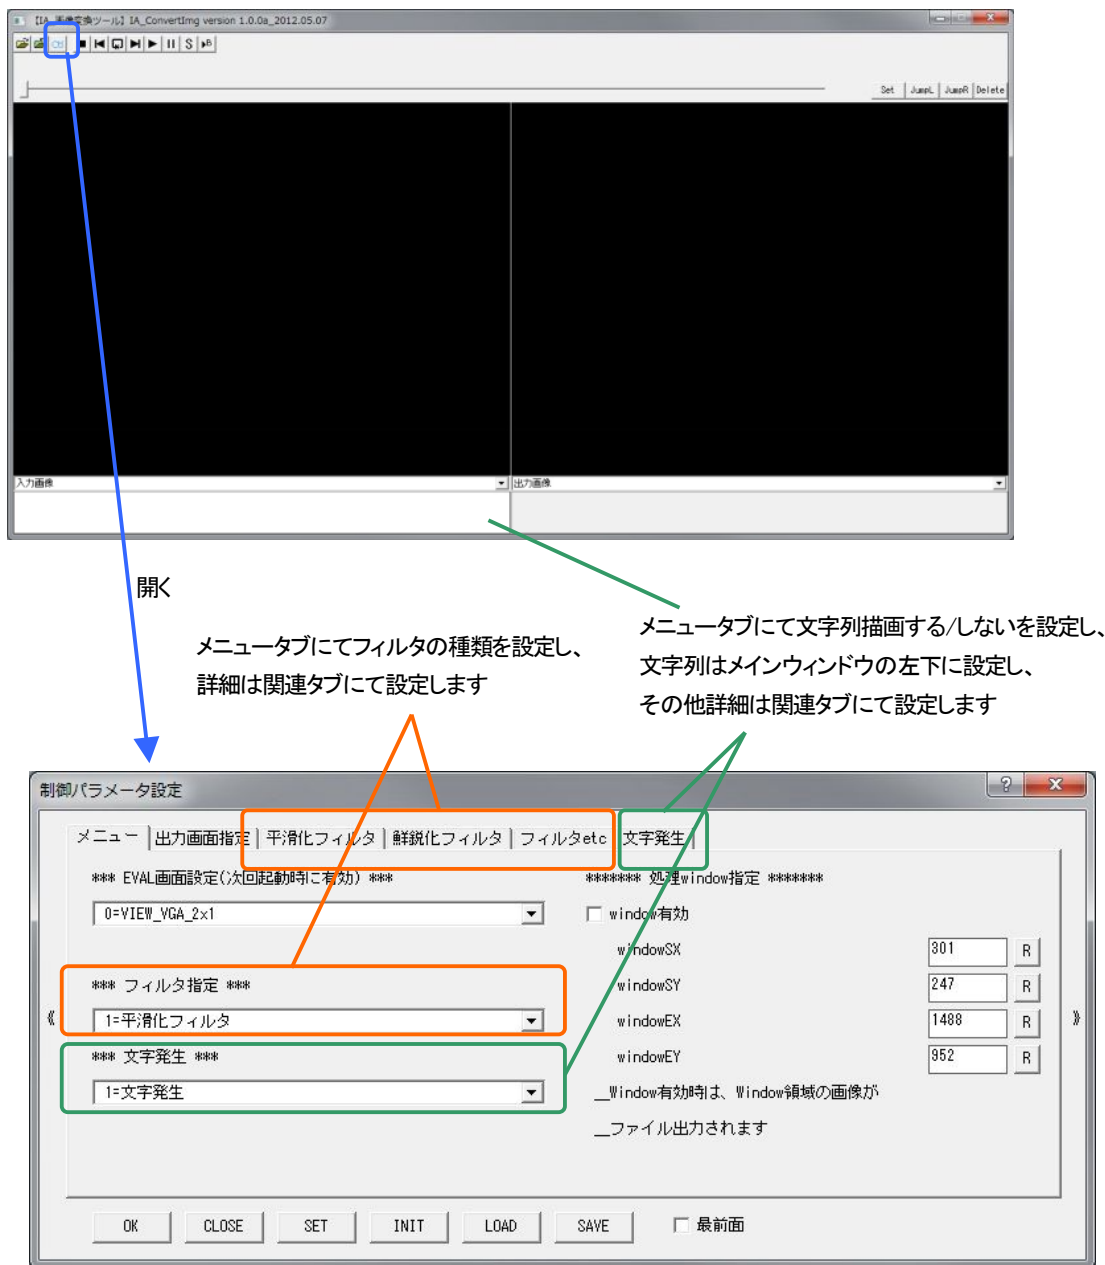 【IA_画像変換ツール】IA_ConvertImg version 1.0.0a_2012.05.07
S B
Set JumpL JumpR Delete
入力画像
出力画像
開く
メニュータブにてフィルタの種類を設定し、
詳細は関連タブにて設定します
メニュータブにて文字列描画する/しないを設定し、
文字列はメインウィンドウの左下に設定し、
その他詳細は関連タブにて設定します
制御パラメータ設定
メニュー 出力画面指定 平滑化フィルタ 鮮鋭化フィルタ フィルタetc 文字発生
*** EVAL画面設定(次回起動時に有効) ***
0=VIEW_VGA_2x1
*** フィルタ指定 ***
1=平滑化フィルタ
*** 文字発生 ***
1=文字発生
******* 処理window指定 *******
window有効
windowSX 301 R
windowSY 247 R
windowEX 1488 R
windowEY 952 R
__Window有効時は、Window領域の画像が
__ファイル出力されます
《
》
OK CLOSE SET INIT LOAD SAVE 最前面